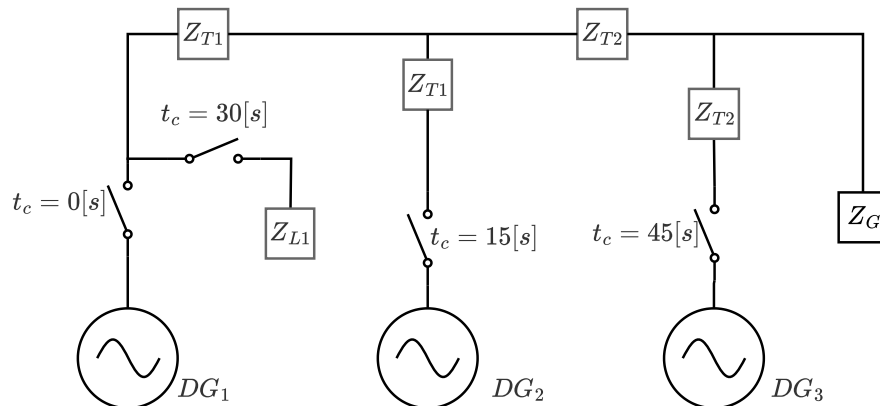 Z_{T1}
Z_{T2}
Z_{T1}
t_c = 30[s]
Z_{T2}
t_c = 0[s]
Z_{L1}
t_c = 15[s]
t_c = 45[s]
Z_G
DG_1
DG_2
DG_3